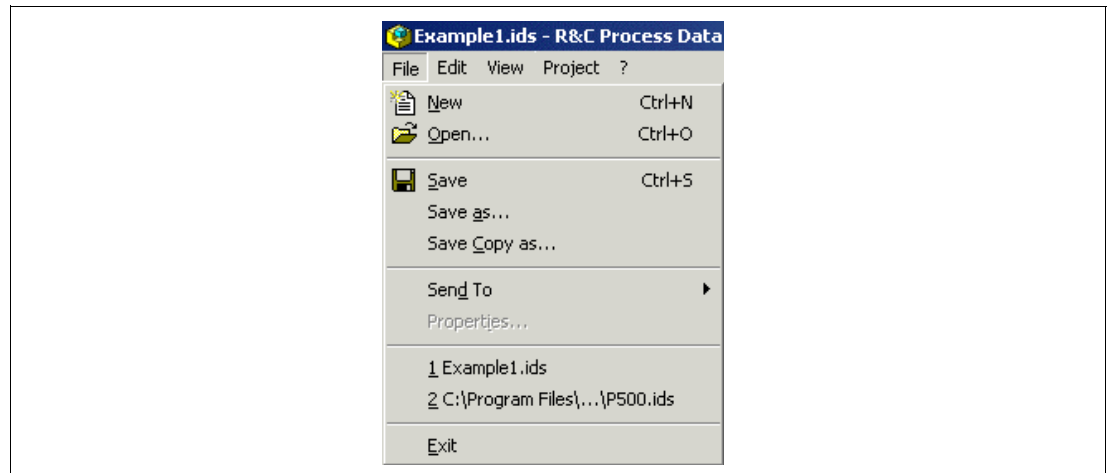 Example1.ids - R&C Process Data
File Edit View Project ?
New Ctrl+N
Open... Ctrl+O
Save Ctrl+S
Save as...
Save Copy as...
Send To
Properties...
1 Example1.ids
2 C:\Program Files\...\P500.ids
Exit